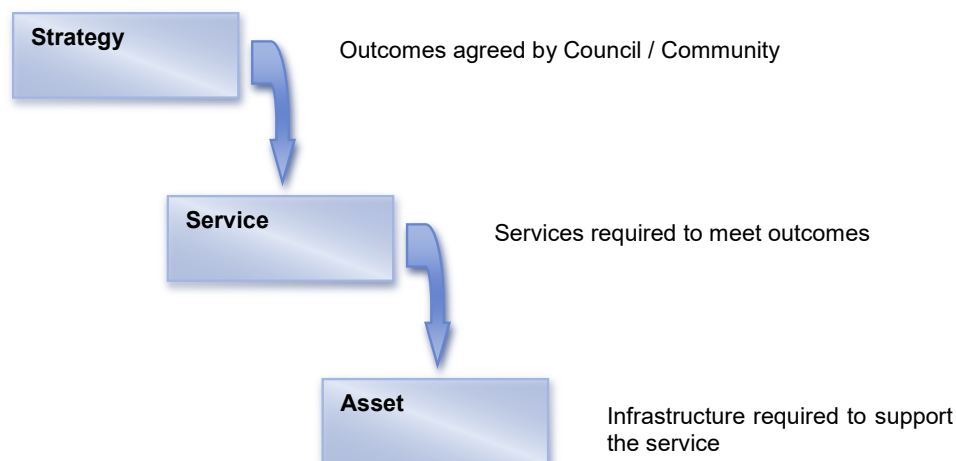 Strategy
Outcomes agreed by Council / Community
Service
Services required to meet outcomes
Asset
Infrastructure required to support
the service